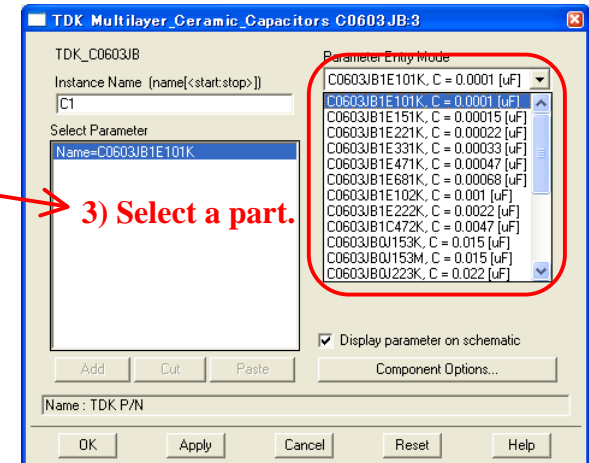 TDK Multilayer_Ceramic_Capacitors C0603JB:3
TDK_C0603JB
Instance Name (name[<start:stop>])
C1
Select Parameter
Name=C0603JB1E101K
3) Select a part.
Parameter Entry Mode
C0603JB1E101K, C = 0.0001 [uF]
C0603JB1E101K, C = 0.0001 [uF]
C0603JB1E151K, C = 0.00015 [uF]
C0603JB1E221K, C = 0.00022 [uF]
C0603JB1E331K, C = 0.00033 [uF]
C0603JB1E471K, C = 0.00047 [uF]
C0603JB1E681K, C = 0.00068 [uF]
C0603JB1E102K, C = 0.001 [uF]
C0603JB1E222K, C = 0.0022 [uF]
C0603JB1C472K, C = 0.0047 [uF]
C0603JB0J153K, C = 0.015 [uF]
C0603JB0J153M, C = 0.015 [uF]
C0603JB0J223K, C = 0.022 [uF]
Display parameter on schematic
Add Cut Paste
Component Options...
Name : TDK P/N
OK Apply Cancel Reset Help